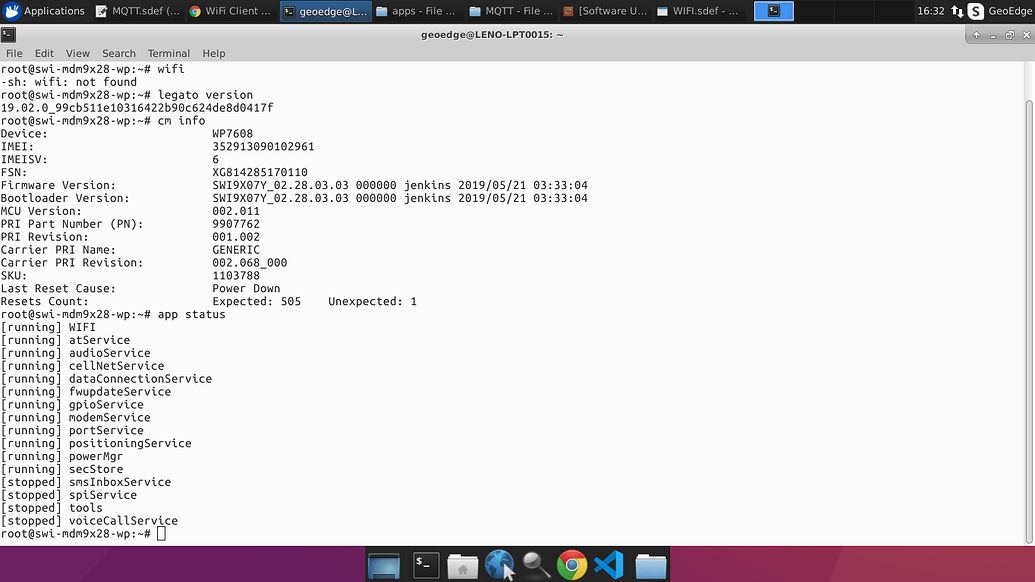 Applications MQTT.sdef (... WiFi Client ... geoedge@L... apps - File ... MQTT - File ... [Software U... WIFI.sdef - ... 16:32 GeoEdge
geoedge@LENO-LPT0015: ~
File Edit View Search Terminal Help
root@swi-mdm9x28-wp:~# wifi
-sh: wifi: not found
root@swi-mdm9x28-wp:~# legato version
19.02.0_99cb511e10316422b90c624de8d0417f
root@swi-mdm9x28-wp:~# cm info
Device: WP7608
IMEI: 352913090102961
IMEISV: 6
FSN: XG814285170110
Firmware Version: SWI9X07Y_02.28.03.03 000000 jenkins 2019/05/21 03:33:04
Bootloader Version: SWI9X07Y_02.28.03.03 000000 jenkins 2019/05/21 03:33:04
MCU Version: 002.011
PRI Part Number (PN): 9907762
PRI Revision: 001.002
Carrier PRI Name: GENERIC
Carrier PRI Revision: 002.068_000
SKU: 1103788
Last Reset Cause: Power Down
Resets Count: Expected: 505 Unexpected: 1
root@swi-mdm9x28-wp:~# app status
[running] WIFI
[running] atService
[running] audioService
[running] cellNetService
[running] dataConnectionService
[running] fwupdateService
[running] gpioService
[running] modemService
[running] portService
[running] positioningService
[running] powerMgr
[running] secStore
[stopped] smsInboxService
[stopped] spiService
[stopped] tools
[stopped] voiceCallService
root@swi-mdm9x28-wp:~#